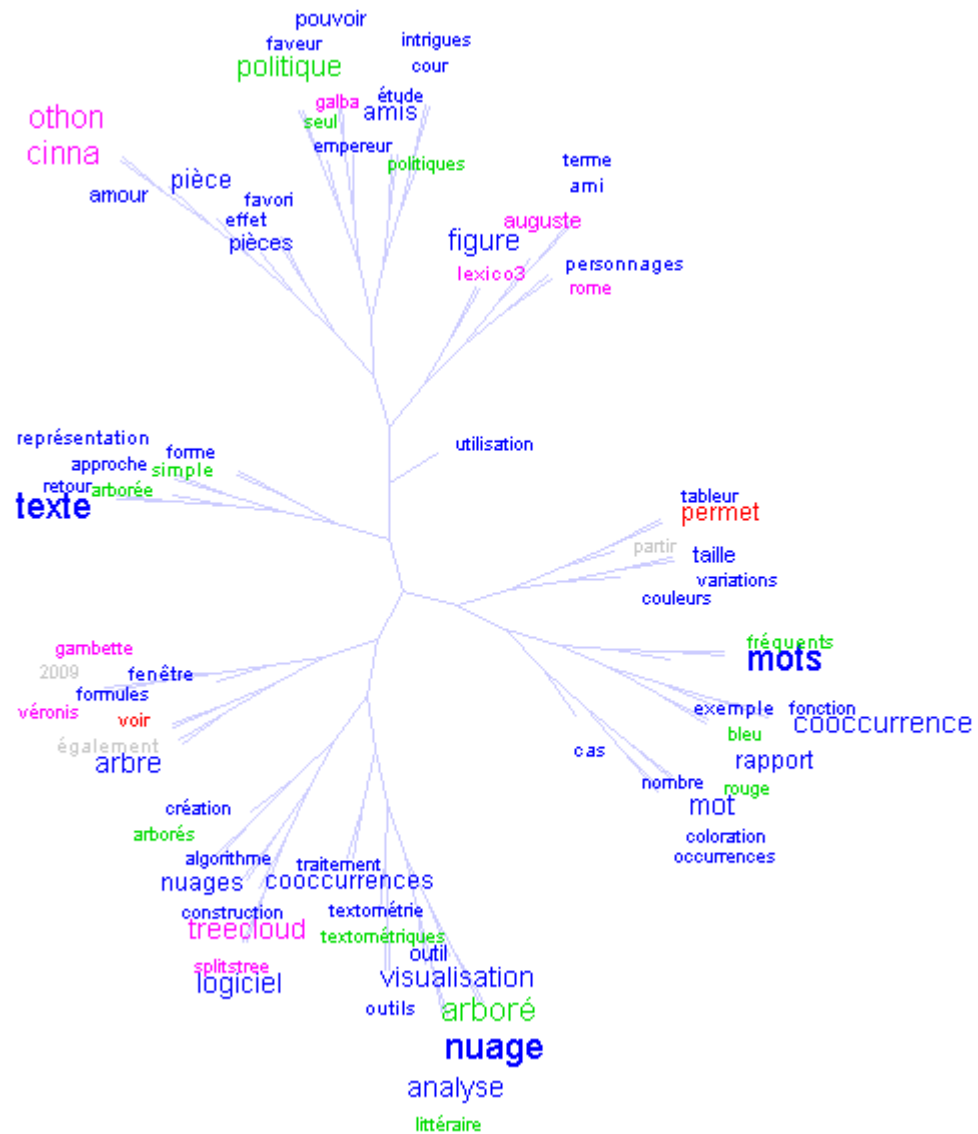 pouvoir
faveur
intrigues
politique
cour
étude
galba
amis
othon
seul
cinna
empereur
politiques
terme
pièce
ami
amour
favori
effet
auguste
pièces
figure
personnages
lexico3
rome
représentation
utilisation
forme
approche
simple
retour
arborée
texte
tableur
permet
partir
taille
variations
couleurs
gambette
fréquents
mots
2009
fenêtre
formules
véronis
voir
exemple
fonction
cooccurrence
bleu
également
arbre
cas
rapport
nombre
rouge
mot
création
arborés
coloration
occurrences
algorithme
traitement
nuages
cooccurrences
construction
textométrie
treecloud
textométriques
outil
splitstree
visualisation
logiciel
outils
arboré
nuage
analyse
littéraire